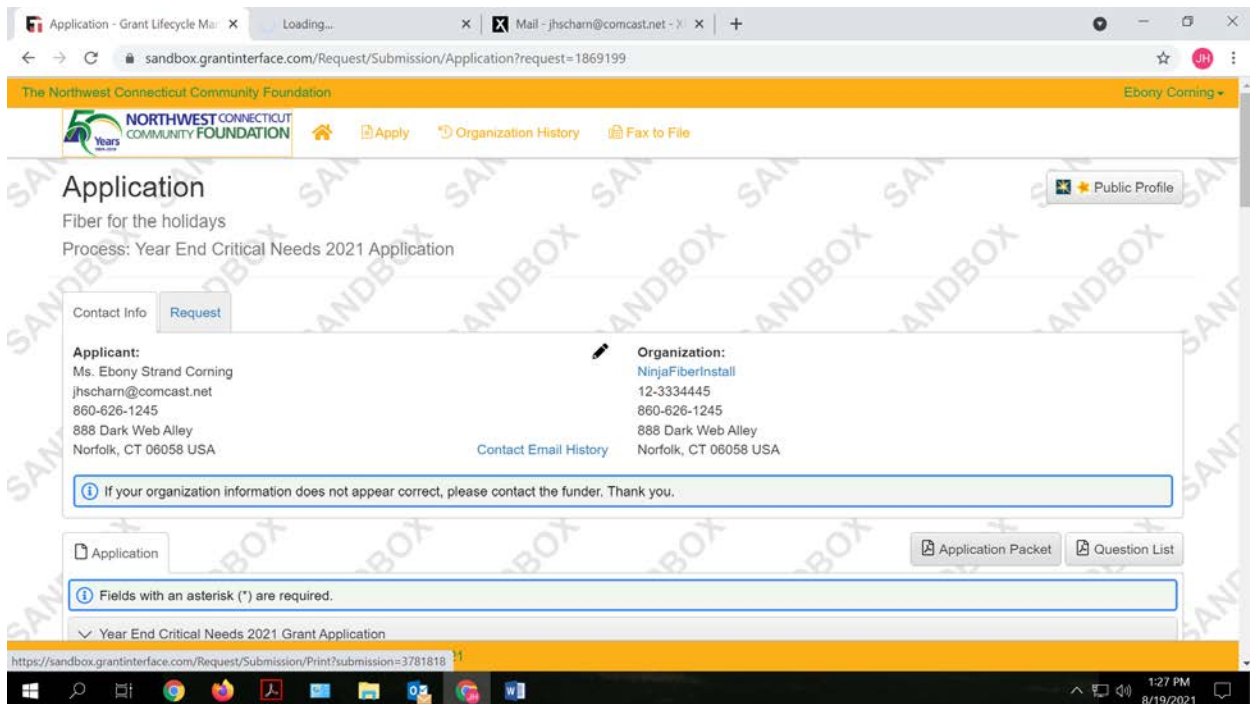 Application - Grant Lifecycle Ma
Loading...
Mail - jhscharn@comcast.net - X
sandbox.grantinterface.com/Request/Submission/Application?request=1869199
JH
The Northwest Connecticut Community Foundation
Ebony Corning
50 Years
NORTHWEST CONNECTICUT
COMMUNITY FOUNDATION
Apply
Organization History
Fax to File
Application
Public Profile
Fiber for the holidays
Process: Year End Critical Needs 2021 Application
Contact Info
Request
Applicant:
Ms. Ebony Strand Corning
jhscharn@comcast.net
860-626-1245
888 Dark Web Alley
Norfolk, CT 06058 USA
Contact Email History
Organization:
NinjaFiberInstall
12-3334445
860-626-1245
888 Dark Web Alley
Norfolk, CT 06058 USA
If your organization information does not appear correct, please contact the funder. Thank you.
Application
Application Packet
Question List
Fields with an asterisk (*) are required.
Year End Critical Needs 2021 Grant Application
https://sandbox.grantinterface.com/Request/Submission/Print?submission=3781818
1:27 PM
8/19/2021
SANDBOX